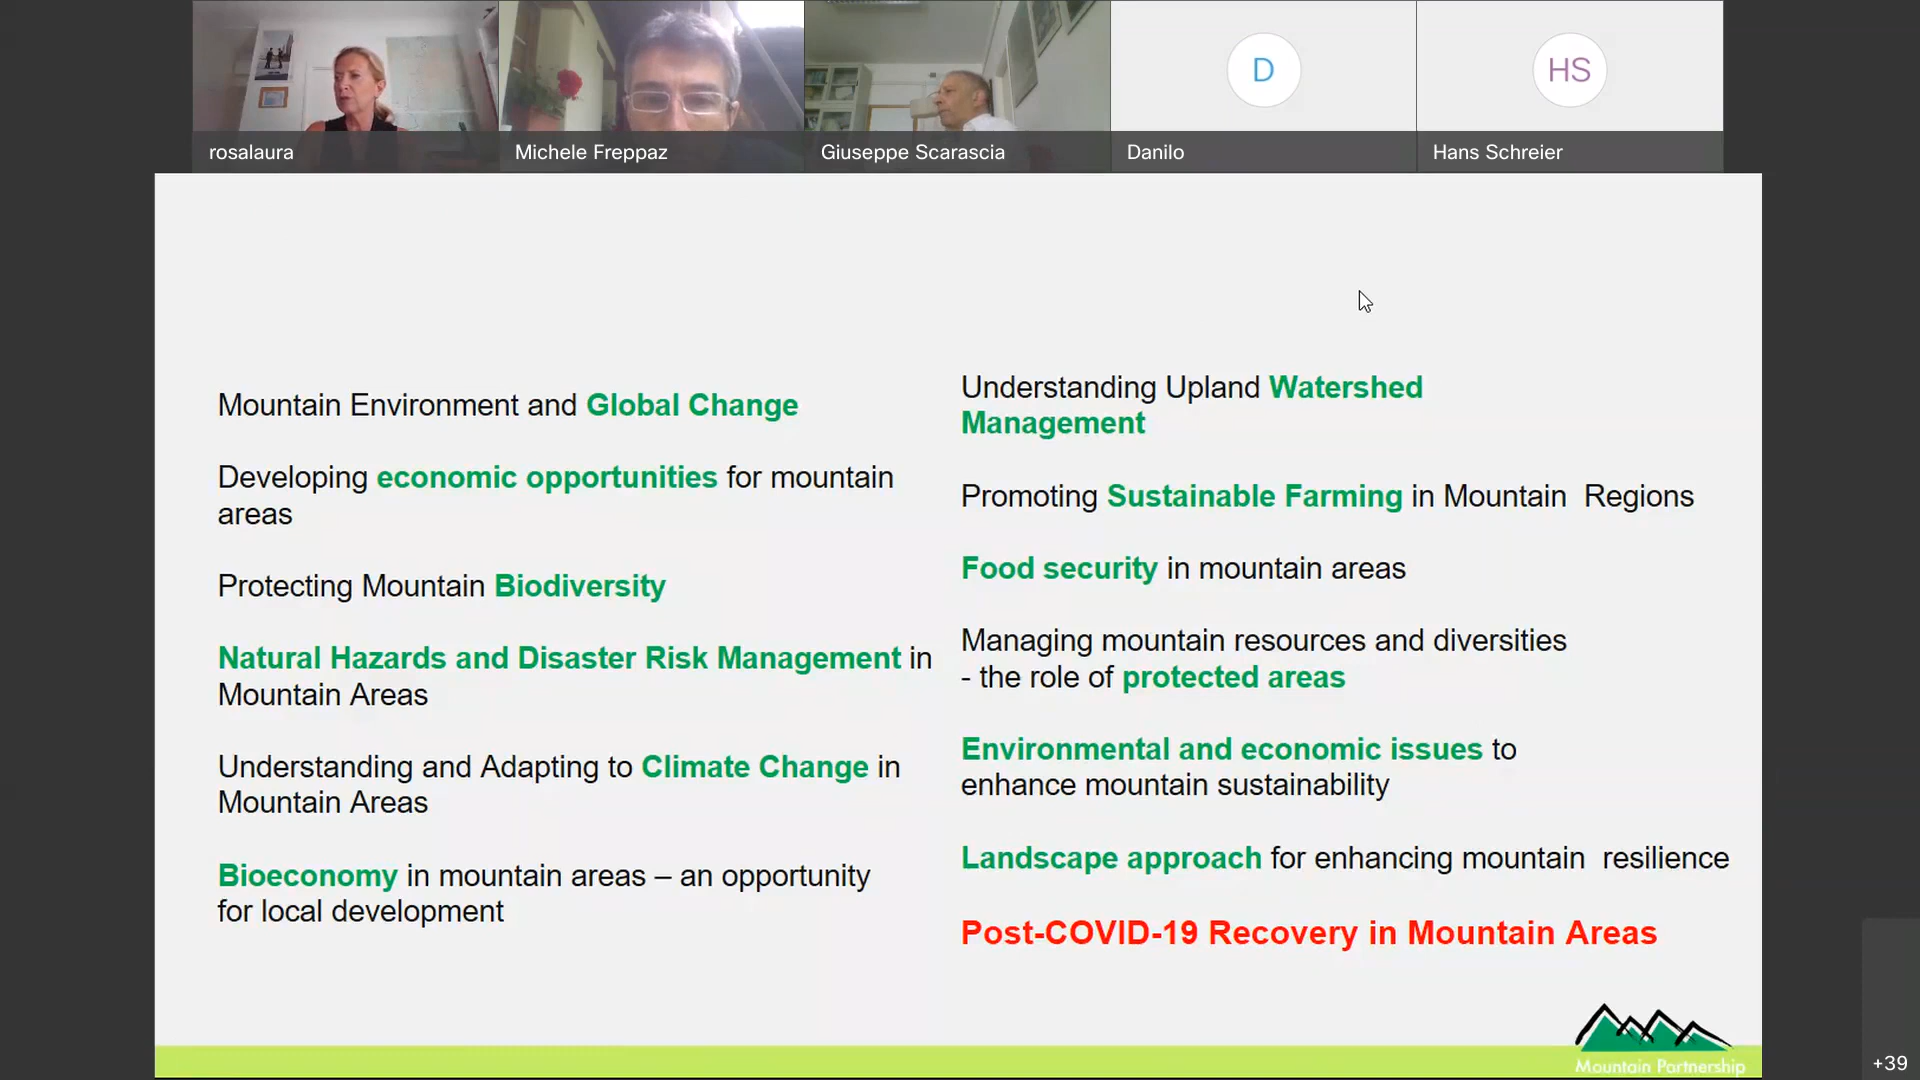 rosalaura
Michele Freppaz
Giuseppe Scarascia
D
Danilo
HS
Hans Schreier
Mountain Environment and Global Change
Developing economic opportunities for mountain
areas
Protecting Mountain Biodiversity
Natural Hazards and Disaster Risk Management in
Mountain Areas
Understanding and Adapting to Climate Change in
Mountain Areas
Bioeconomy in mountain areas – an opportunity
for local development
Understanding Upland Watershed
Management
Promoting Sustainable Farming in Mountain Regions
Food security in mountain areas
Managing mountain resources and diversities
- the role of protected areas
Environmental and economic issues to
enhance mountain sustainability
Landscape approach for enhancing mountain resilience
Post-COVID-19 Recovery in Mountain Areas
Mountain Partnership
+39